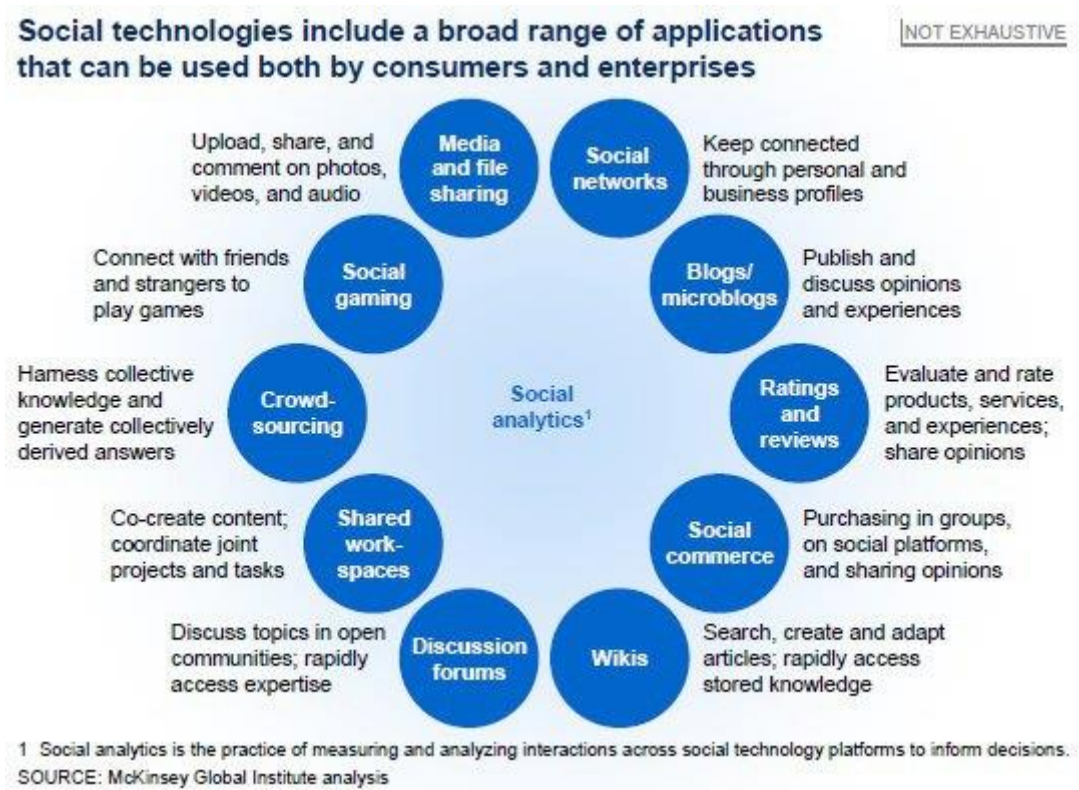 Social technologies include a broad range of applications
that can be used both by consumers and enterprises
NOT EXHAUSTIVE
Upload, share, and
comment on photos,
videos, and audio
Media
and file
sharing
Social
networks
Keep connected
through personal and
business profiles
Connect with friends
and strangers to
play games
Social
gaming
Blogs/
microblogs
Publish and
discuss opinions
and experiences
Harness collective
knowledge and
generate collectively
derived answers
Crowd-
sourcing
Social
analytics¹
Ratings
and
reviews
Evaluate and rate
products, services,
and experiences;
share opinions
Co-create content;
coordinate joint
projects and tasks
Shared
work-
spaces
Social
commerce
Purchasing in groups,
on social platforms,
and sharing opinions
Discuss topics in open
communities; rapidly
access expertise
Discussion
forums
Wikis
Search, create and adapt
articles; rapidly access
stored knowledge
1 Social analytics is the practice of measuring and analyzing interactions across social technology platforms to inform decisions.
SOURCE: McKinsey Global Institute analysis